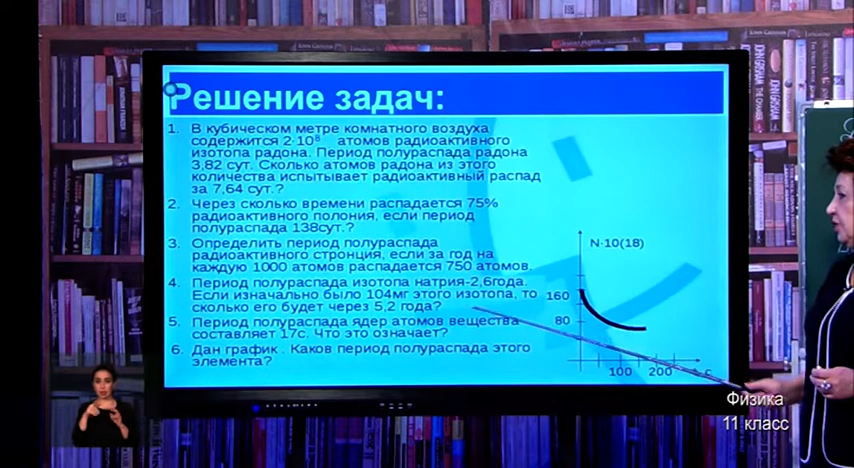 Решение задач:
1. В кубическом метре комнатного воздуха
содержится 2·10⁸ атомов радиоактивного
изотопа радона. Период полураспада радона
3,82 сут. Сколько атомов радона из этого
количества испытывает радиоактивный распад
за 7,64 сут.?
2. Через сколько времени распадается 75%
радиоактивного полония, если период
полураспада 138сут.?
3. Определить период полураспада
радиоактивного стронция, если за год на
каждую 1000 атомов распадается 750 атомов.
4. Период полураспада изотопа натрия-2,6года.
Если изначально было 104мг этого изотопа, то
сколько его будет через 5,2 года?
5. Период полураспада ядер атомов вещества
составляет 17с. Что это означает?
6. Дан график . Каков период полураспада этого
элемента?
N·10(18)
160
80
100 200 t, с
Физика
11 класс